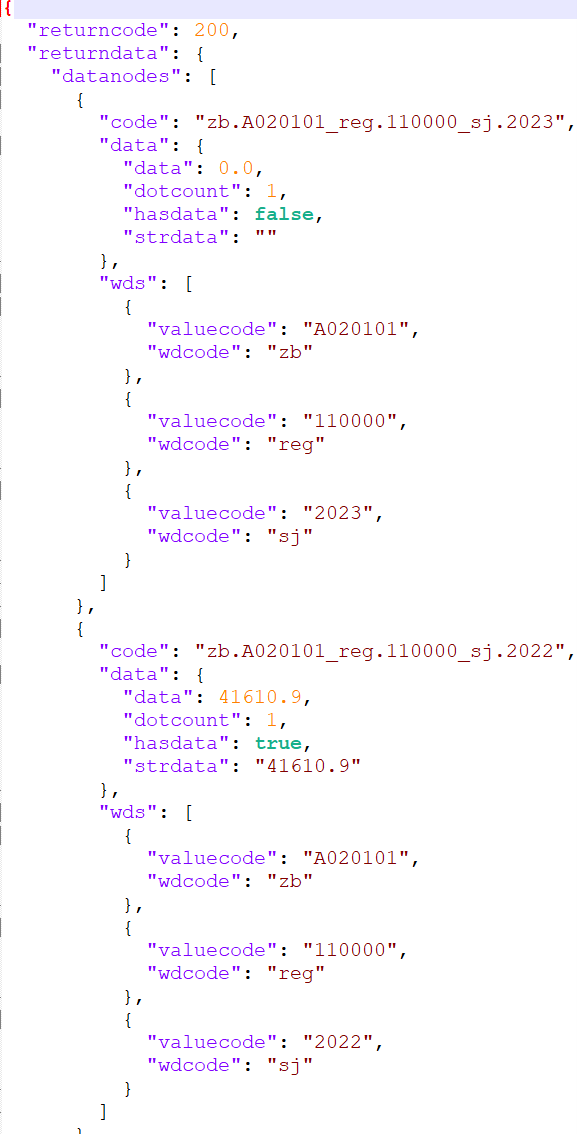 {
"returncode": 200,
"returndata": {
"datanodes": [
{
"code": "zb.A020101_reg.110000_sj.2023",
"data": {
"data": 0.0,
"dotcount": 1,
"hasdata": false,
"strdata": ""
},
"wds": [
{
"valuecode": "A020101",
"wdcode": "zb"
},
{
"valuecode": "110000",
"wdcode": "reg"
},
{
"valuecode": "2023",
"wdcode": "sj"
}
]
},
{
"code": "zb.A020101_reg.110000_sj.2022",
"data": {
"data": 41610.9,
"dotcount": 1,
"hasdata": true,
"strdata": "41610.9"
},
"wds": [
{
"valuecode": "A020101",
"wdcode": "zb"
},
{
"valuecode": "110000",
"wdcode": "reg"
},
{
"valuecode": "2022",
"wdcode": "sj"
}
]
}